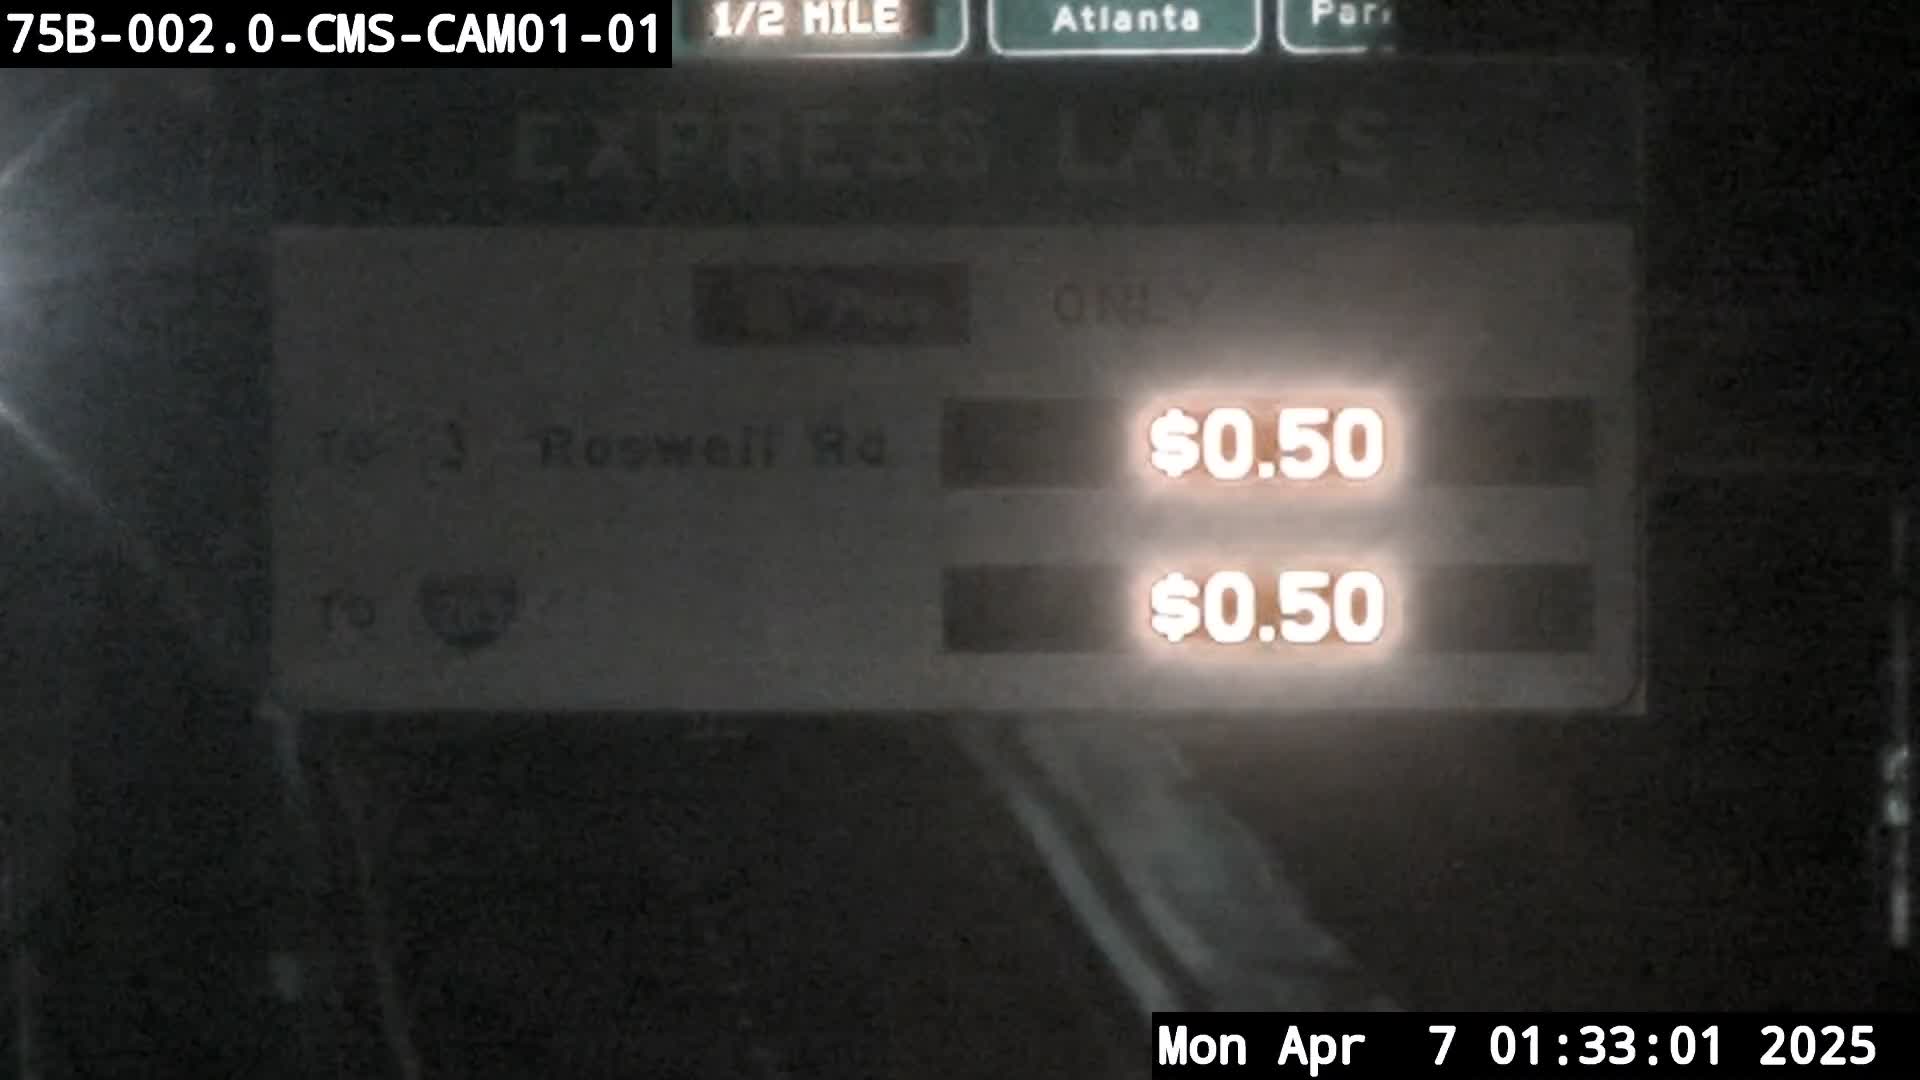 75B-002.0-CMS-CAM01-01
1/2 MILE
Atlanta
EXPRESS LANES
ONLY
To Roswell Rd $0.50
To $0.50
Mon Apr 7 01:33:01 2025